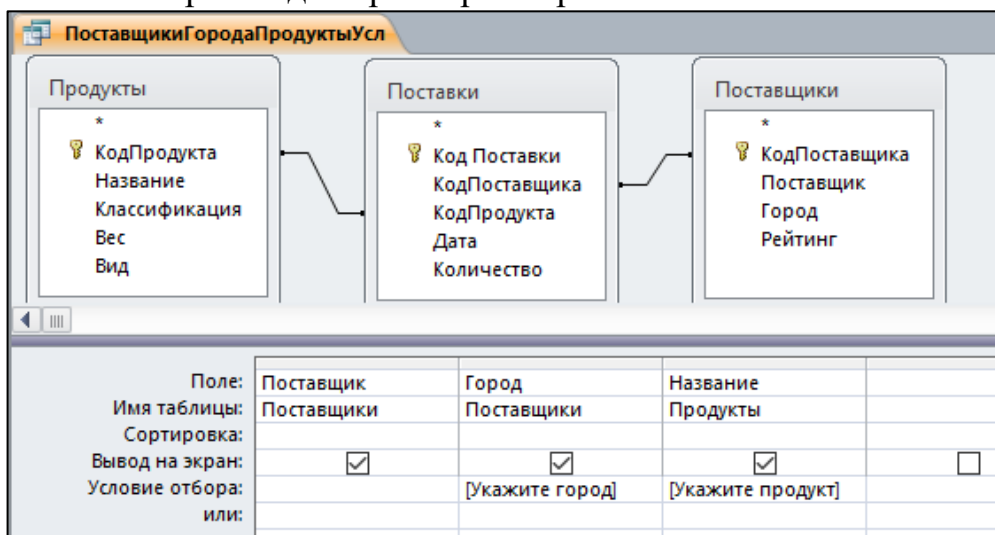 ПоставщикиГородаПродуктыУсл
Продукты
*
КодПродукта
Название
Классификация
Вес
Вид
Поставки
*
Код Поставки
КодПоставщика
КодПродукта
Дата
Количество
Поставщики
*
КодПоставщика
Поставщик
Город
Рейтинг
Поле: Поставщик Город Название
Имя таблицы: Поставщики Поставщики Продукты
Сортировка:
Вывод на экран:
Условие отбора: [Укажите город] [Укажите продукт]
или: